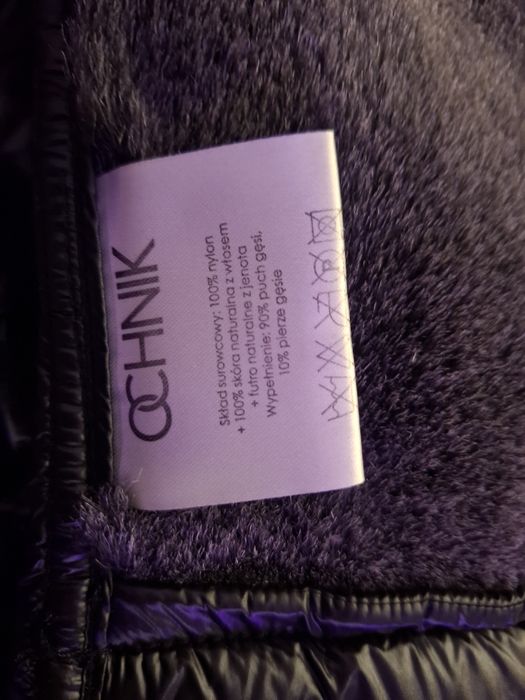 OCHNIK
Skład surowcowy: 100% nylon
+ 100% skóra naturalna z włosem
+ futro naturalne z jenota
Wypełnienie: 90% puch gęsi,
10% pierze gęsie